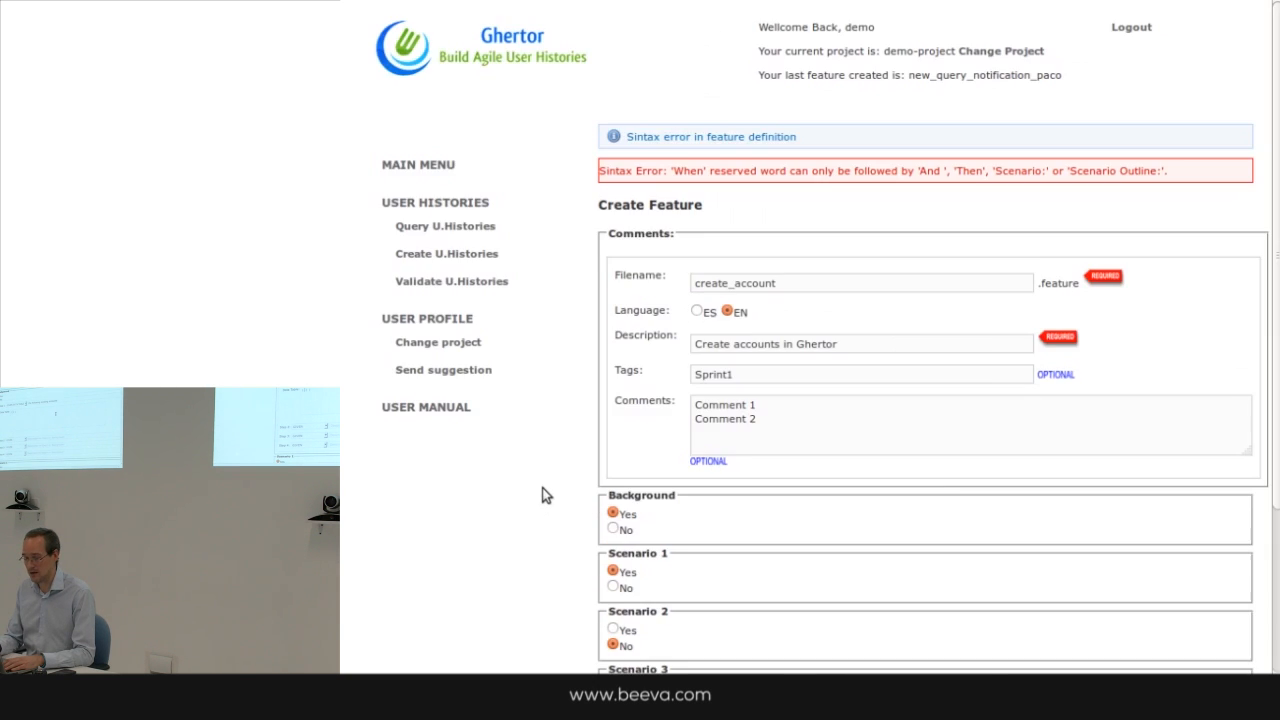 Ghertor
Build Agile User Histories
Wellcome Back, demo
Logout
Your current project is: demo-project Change Project
Your last feature created is: new_query_notification_paco
Sintax error in feature definition
Sintax Error: 'When' reserved word can only be followed by 'And ', 'Then', 'Scenario:' or 'Scenario Outline:'.
MAIN MENU
USER HISTORIES
Query U.Histories
Create U.Histories
Validate U.Histories
USER PROFILE
Change project
Send suggestion
USER MANUAL
Create Feature
Comments:
Filename:
create_account
.feature
REQUIRED
Language:
ES
EN
Description:
Create accounts in Ghertor
REQUIRED
Tags:
Sprint1
OPTIONAL
Comments:
Comment 1
Comment 2
OPTIONAL
Background
Yes
No
Scenario 1
Yes
No
Scenario 2
Yes
No
Scenario 3
www.beeva.com